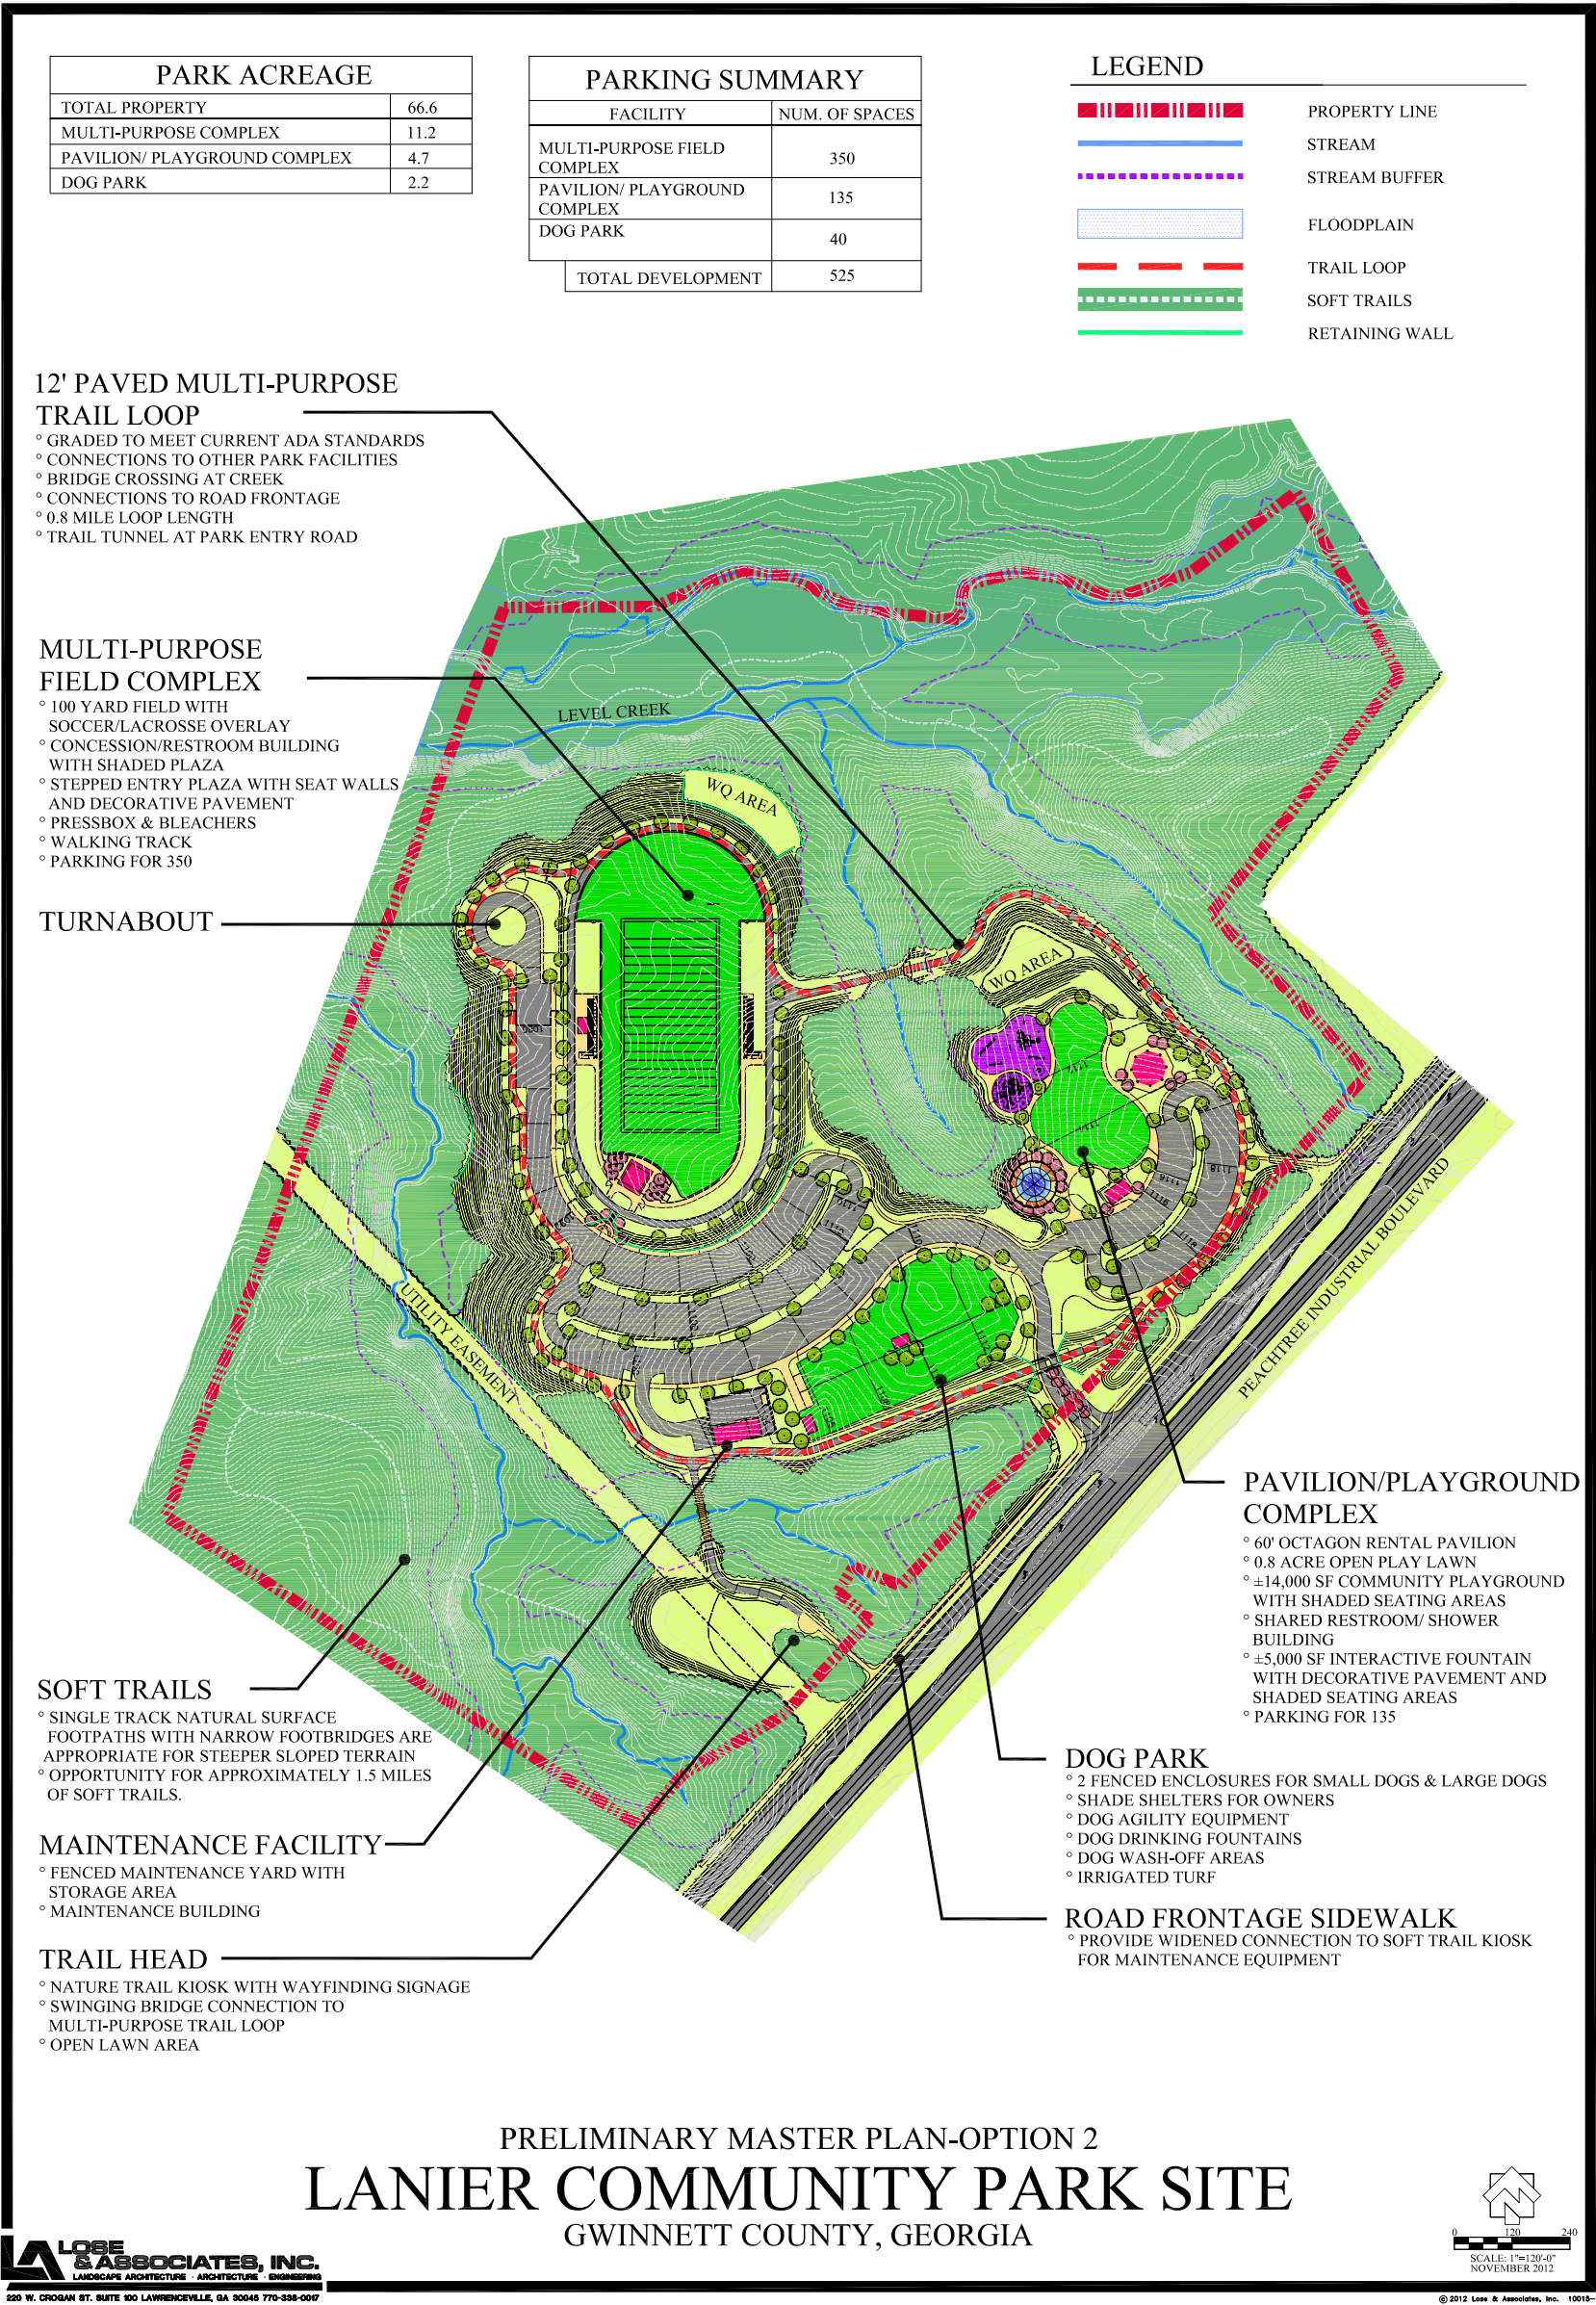 PARK ACREAGE
TOTAL PROPERTY 66.6
MULTI-PURPOSE COMPLEX 11.2
PAVILION/ PLAYGROUND COMPLEX 4.7
DOG PARK 2.2
PARKING SUMMARY
FACILITY NUM. OF SPACES
MULTI-PURPOSE FIELD
COMPLEX 350
PAVILION/ PLAYGROUND
COMPLEX 135
DOG PARK 40
TOTAL DEVELOPMENT 525
LEGEND
PROPERTY LINE
STREAM
STREAM BUFFER
FLOODPLAIN
TRAIL LOOP
SOFT TRAILS
RETAINING WALL
12' PAVED MULTI-PURPOSE
TRAIL LOOP
° GRADED TO MEET CURRENT ADA STANDARDS
° CONNECTIONS TO OTHER PARK FACILITIES
° BRIDGE CROSSING AT CREEK
° CONNECTIONS TO ROAD FRONTAGE
° 0.8 MILE LOOP LENGTH
° TRAIL TUNNEL AT PARK ENTRY ROAD
MULTI-PURPOSE
FIELD COMPLEX
° 100 YARD FIELD WITH
SOCCER/LACROSSE OVERLAY
° CONCESSION/RESTROOM BUILDING
WITH SHADED PLAZA
° STEPPED ENTRY PLAZA WITH SEAT WALLS
AND DECORATIVE PAVEMENT
° PRESSBOX & BLEACHERS
° WALKING TRACK
° PARKING FOR 350
TURNABOUT
LEVEL CREEK
WQ AREA
WQ AREA
UTILITY EASEMENT
PEACHTREE INDUSTRIAL BOULEVARD
1118
1116
1116
1118
PAVILION/PLAYGROUND
COMPLEX
° 60' OCTAGON RENTAL PAVILION
° 0.8 ACRE OPEN PLAY LAWN
° ±14,000 SF COMMUNITY PLAYGROUND
WITH SHADED SEATING AREAS
° SHARED RESTROOM/ SHOWER
BUILDING
° ±5,000 SF INTERACTIVE FOUNTAIN
WITH DECORATIVE PAVEMENT AND
SHADED SEATING AREAS
° PARKING FOR 135
SOFT TRAILS
° SINGLE TRACK NATURAL SURFACE
FOOTPATHS WITH NARROW FOOTBRIDGES ARE
APPROPRIATE FOR STEEPER SLOPED TERRAIN
° OPPORTUNITY FOR APPROXIMATELY 1.5 MILES
OF SOFT TRAILS.
MAINTENANCE FACILITY
° FENCED MAINTENANCE YARD WITH
STORAGE AREA
° MAINTENANCE BUILDING
TRAIL HEAD
° NATURE TRAIL KIOSK WITH WAYFINDING SIGNAGE
° SWINGING BRIDGE CONNECTION TO
MULTI-PURPOSE TRAIL LOOP
° OPEN LAWN AREA
DOG PARK
° 2 FENCED ENCLOSURES FOR SMALL DOGS & LARGE DOGS
° SHADE SHELTERS FOR OWNERS
° DOG AGILITY EQUIPMENT
° DOG DRINKING FOUNTAINS
° DOG WASH-OFF AREAS
° IRRIGATED TURF
ROAD FRONTAGE SIDEWALK
° PROVIDE WIDENED CONNECTION TO SOFT TRAIL KIOSK
FOR MAINTENANCE EQUIPMENT
PRELIMINARY MASTER PLAN-OPTION 2
LANIER COMMUNITY PARK SITE
GWINNETT COUNTY, GEORGIA
LOSE
& ASSOCIATES, INC.
LANDSCAPE ARCHITECTURE · ARCHITECTURE · ENGINEERING
220 W. CROGAN ST. SUITE 100 LAWRENCEVILLE, GA 30045 770-338-0017
N
0 120 240
SCALE: 1"=120'-0"
NOVEMBER 2012
© 2012 Lose & Associates, Inc. 10015-